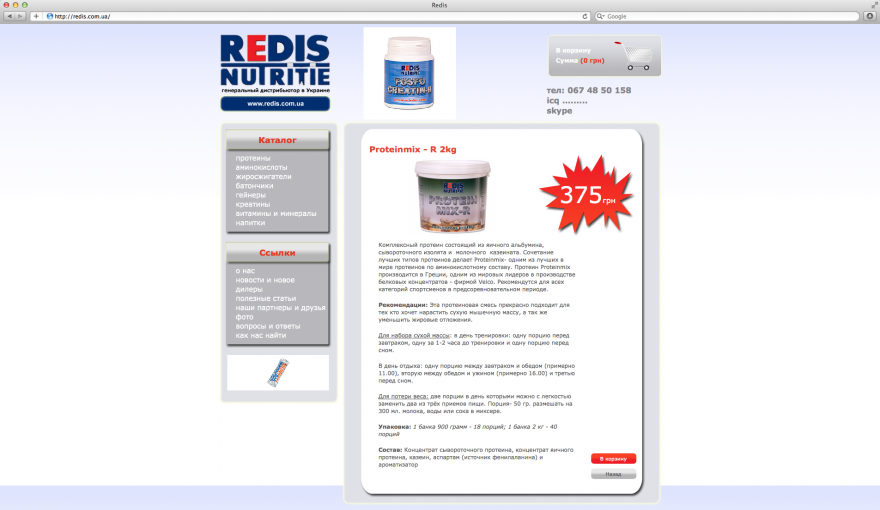 Redis
http://redis.com.ua/
Google
REDIS
NUTRITIE
генеральный дистрибьютор в Украине
www.redis.com.ua
REDIS
В корзину
Сумма (0 грн)
тел: 067 48 50 158
icq .........
skype
Каталог
протеины
аминокислоты
жиросжигатели
батончики
гейнеры
креатины
витамины и минералы
напитки
Ссылки
о нас
новости и новое
дилеры
полезные статьи
наши партнеры и друзья
фото
вопросы и ответы
как нас найти
Proteinmix - R 2kg
REDIS
PROTEIN
MIX-R
375 грн
Комплексный протеин состоящий из яичного альбумина,
сывороточного изолята и молочного казеината. Сочетание
лучших типов протеинов делает Proteinmix- одним из лучших в
мире протеинов по аминокислотному составу. Протеин Proteinmix
производится в Греции, одним из мировых лидеров в производстве
белковых концентратов - фирмой Velco. Рекомендутся для всех
категорий спортсменов в предсоревновательном периоде.
Рекомендации: Эта протеиновая смесь прекрасно подходит для
тех кто хочет нарастить сухую мышечную массу, а так же
уменьшить жировые отложения.
Для набора сухой массы: в день тренировки: одну порцию перед
завтраком, одну за 1-2 часа до тренировки и одну порцию перед
сном.
В день отдыха: одну порцию между завтраком и обедом (примерно
11.00), вторую между обедом и ужином (примерно 16.00) и третью
перед сном.
Для потери веса: две порции в день которыми можно с легкостью
заменить два из трёх приемов пищи. Порция- 50 гр. размешать на
300 мл. молока, воды или сока в миксере.
Упаковка: 1 банка 900 грамм - 18 порций; 1 банка 2 кг - 40
порций
Состав: Концентрат сывороточного протеина, концентрат яичного
протеина, казеин, аспартам (источник фенилаланина) и
ароматизатор
В корзину
Назад